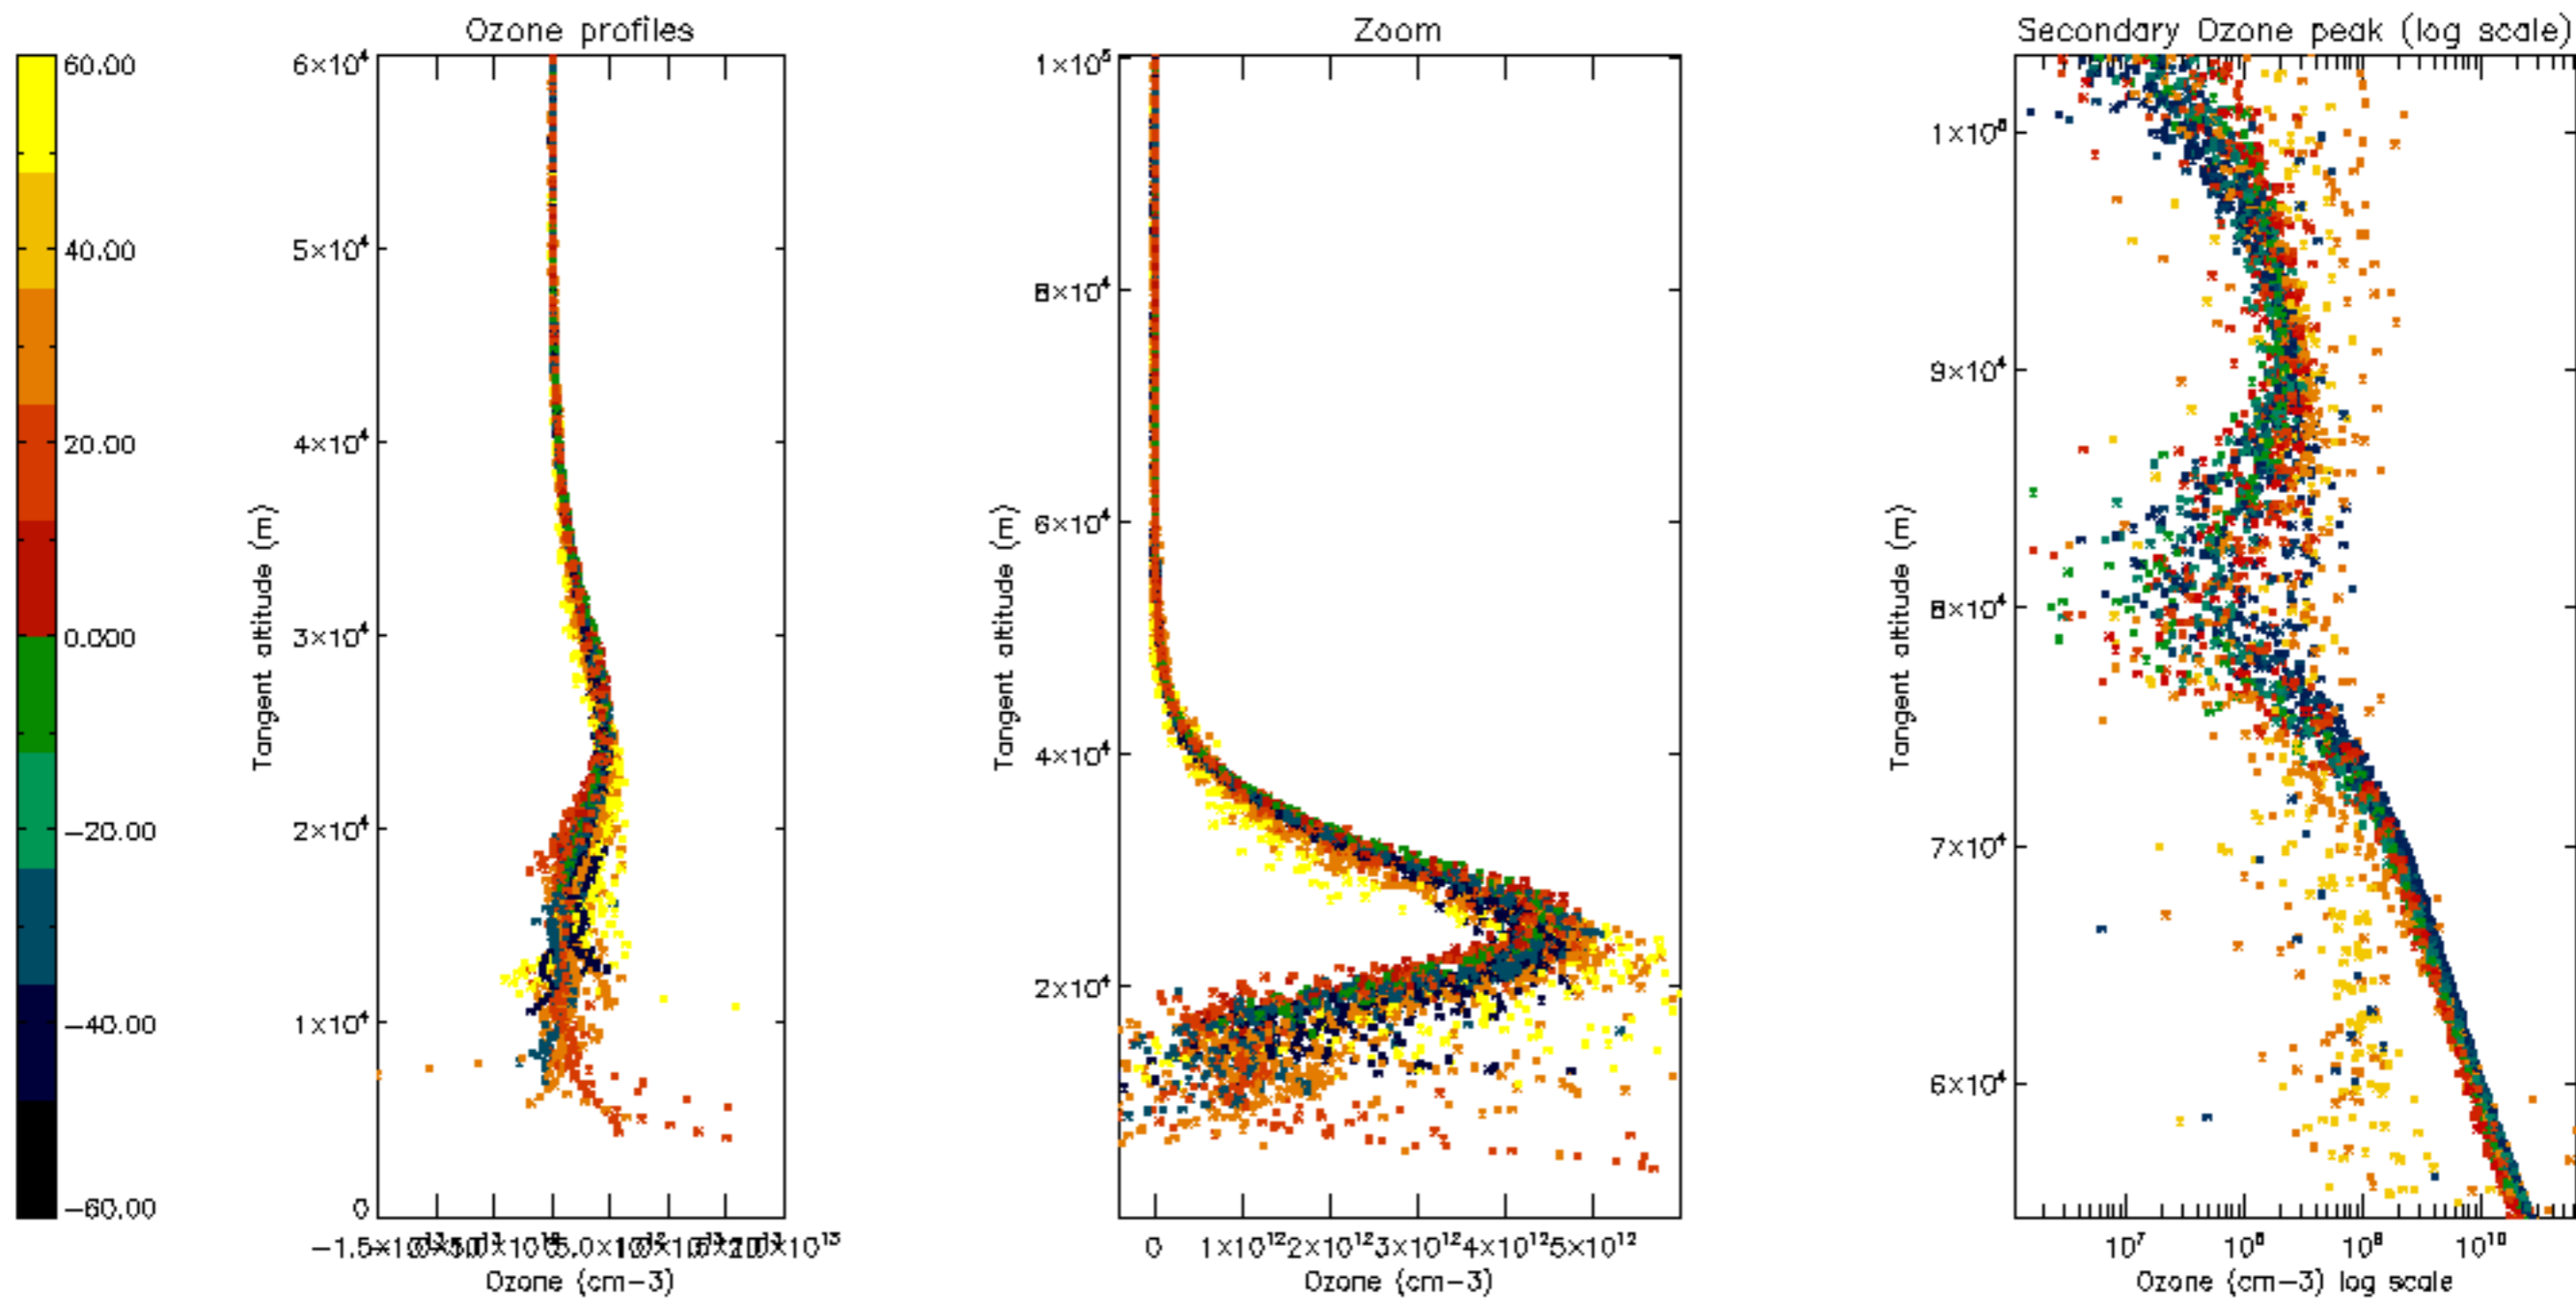 Ozone profiles
Zoom
Secondary Ozone peak (log scale)
60.00
40.00
20.00
0.000
-20.00
-40.00
-60.00
6×10⁴
5×10⁴
4×10⁴
3×10⁴
2×10⁴
1×10⁴
0
Tangent altitude (m)
Ozone (cm-3)
1×10⁵
8×10⁴
6×10⁴
4×10⁴
2×10⁴
Tangent altitude (m)
0 1×10¹² 2×10¹² 3×10¹² 4×10¹² 5×10¹²
Ozone (cm-3)
9×10⁴
8×10⁴
7×10⁴
6×10⁴
Tangent altitude (m)
10⁷ 10⁸ 10⁹ 10¹⁰
Ozone (cm-3) log scale